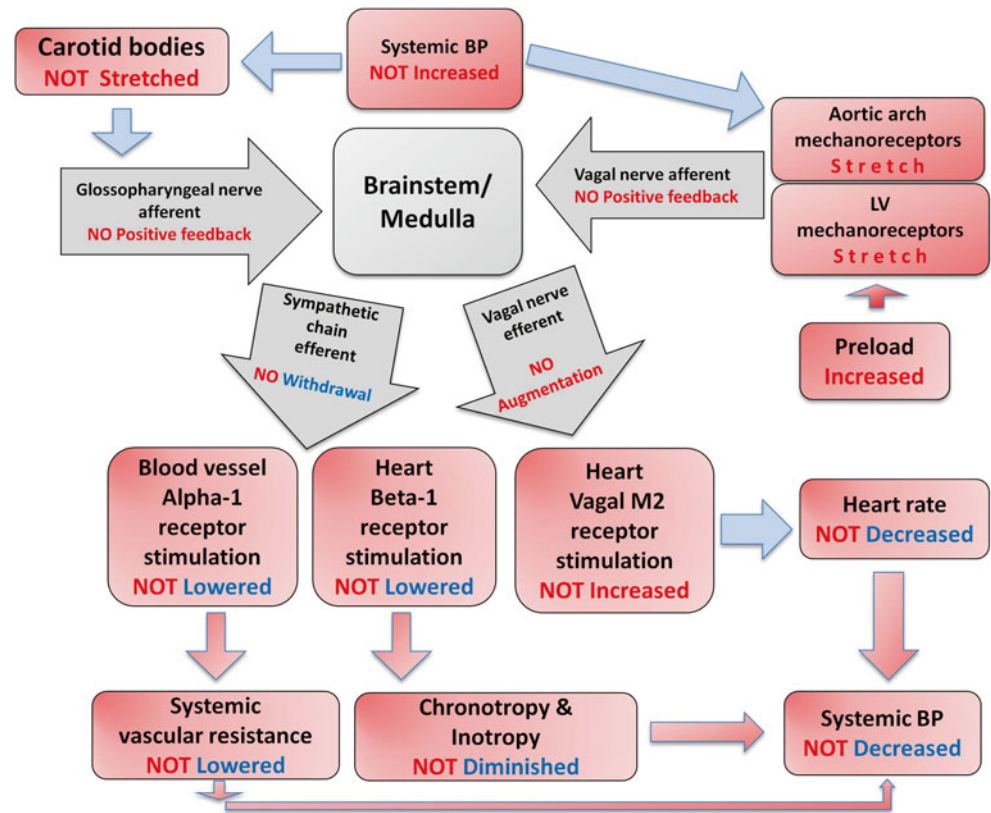 Carotid bodies
NOT Stretched
Systemic BP
NOT Increased
Aortic arch
mechanoreceptors
Stretch
LV
mechanoreceptors
Stretch
Glossopharyngeal nerve
afferent
NO Positive feedback
Brainstem/
Medulla
Vagal nerve afferent
NO Positive feedback
Preload
Increased
Sympathetic
chain
efferent
NO Withdrawal
Vagal nerve
efferent
NO
Augmentation
Blood vessel
Alpha-1
receptor
stimulation
NOT Lowered
Heart
Beta-1
receptor
stimulation
NOT Lowered
Heart
Vagal M2
receptor
stimulation
NOT Increased
Heart rate
NOT Decreased
Systemic
vascular resistance
NOT Lowered
Chronotropy &
Inotropy
NOT Diminished
Systemic BP
NOT Decreased